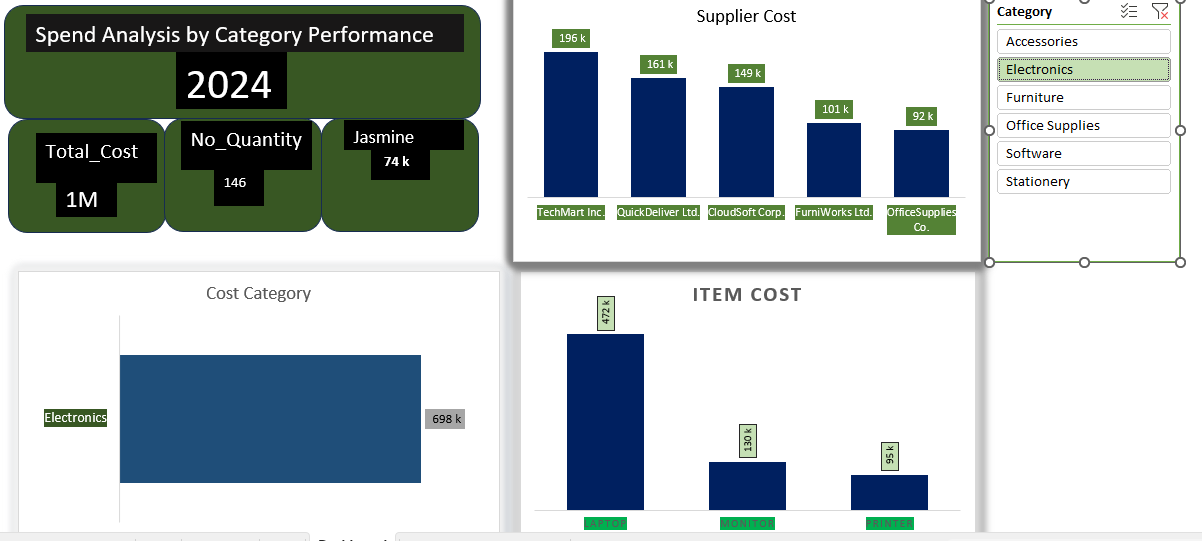 Spend Analysis by Category Performance
2024
Total_Cost
1M
No_Quantity
146
Jasmine
74 k
Supplier Cost
196 k
161 k
149 k
101 k
92 k
TechMart Inc.
QuickDeliver Ltd.
CloudSoft Corp.
FurniWorks Ltd.
OfficeSupplies
Co.
Category
Accessories
Electronics
Furniture
Office Supplies
Software
Stationery
Cost Category
Electronics
698 k
ITEM COST
472 k
130 k
95 k
LAPTOP
MONITOR
PRINTER